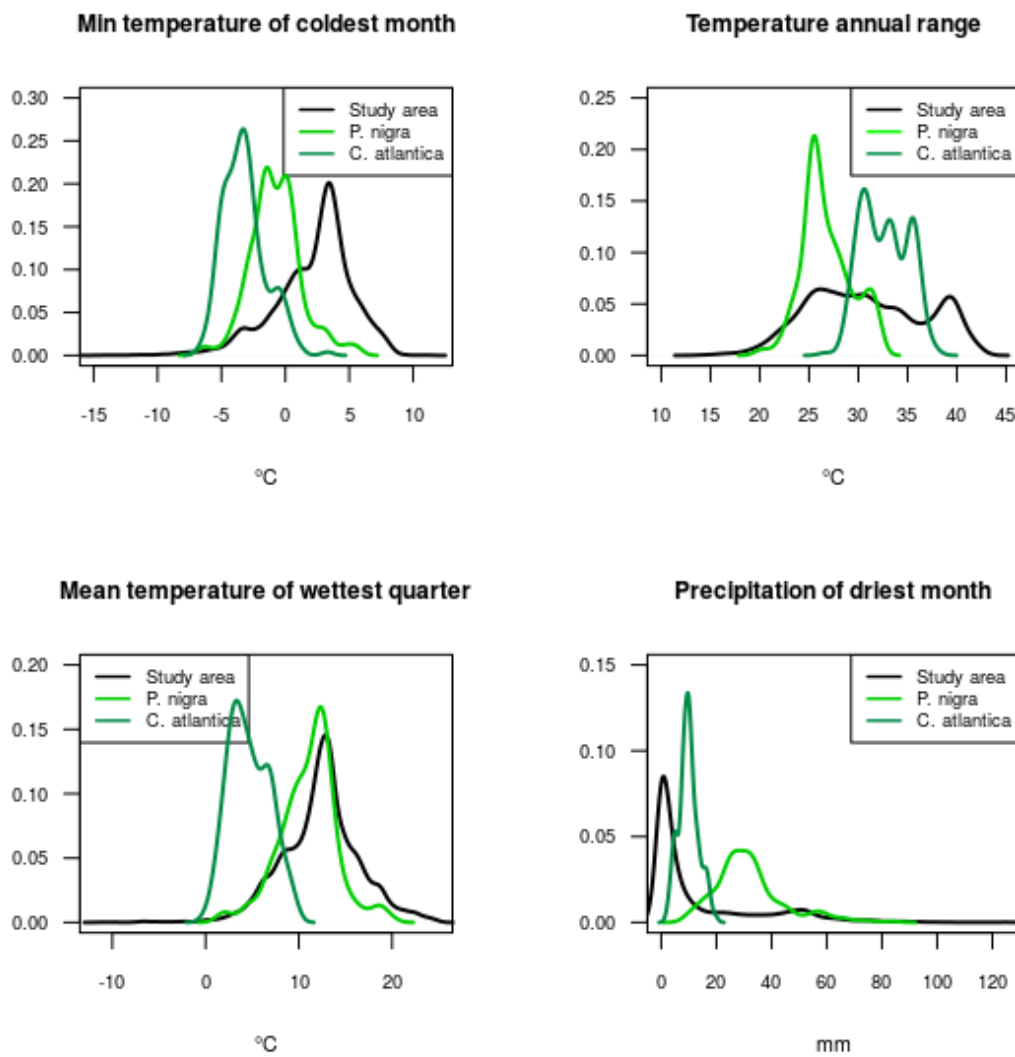 Min temperature of coldest month
0.30
0.25
0.20
0.15
0.10
0.05
0.00
Study area
P. nigra
C. atlantica
-15 -10 -5 0 5 10
°C
Temperature annual range
0.25
0.20
0.15
0.10
0.05
0.00
Study area
P. nigra
C. atlantica
10 15 20 25 30 35 40 45
°C
Mean temperature of wettest quarter
0.20
0.15
0.10
0.05
0.00
Study area
P. nigra
C. atlantica
-10 0 10 20
°C
Precipitation of driest month
0.15
0.10
0.05
0.00
Study area
P. nigra
C. atlantica
0 20 40 60 80 100 120
mm